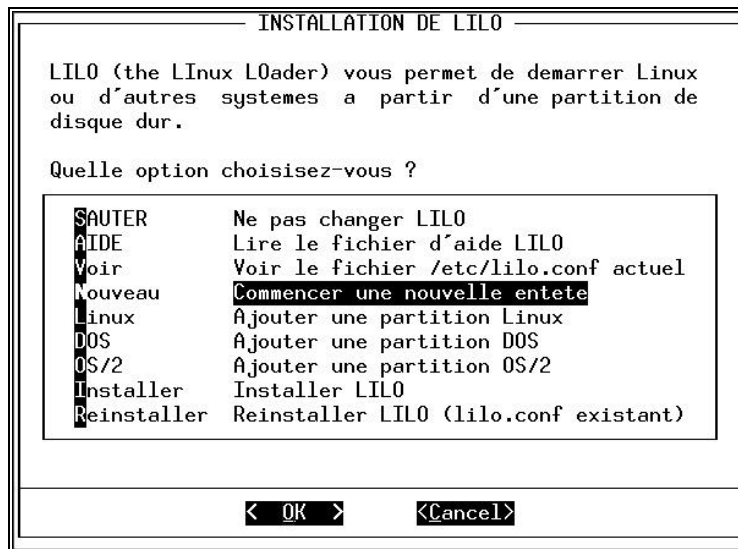 INSTALLATION DE LILO
LILO (the LInux LOader) vous permet de demarrer Linux
ou d´autres systemes a partir d´une partition de
disque dur.
Quelle option choisisez-vous ?
SAUTER Ne pas changer LILO
AIDE Lire le fichier d´aide LILO
Voir Voir le fichier /etc/lilo.conf actuel
Nouveau Commencer une nouvelle entete
Linux Ajouter une partition Linux
DOS Ajouter une partition DOS
OS/2 Ajouter une partition OS/2
Installer Installer LILO
Reinstaller Reinstaller LILO (lilo.conf existant)
< OK > <Cancel>